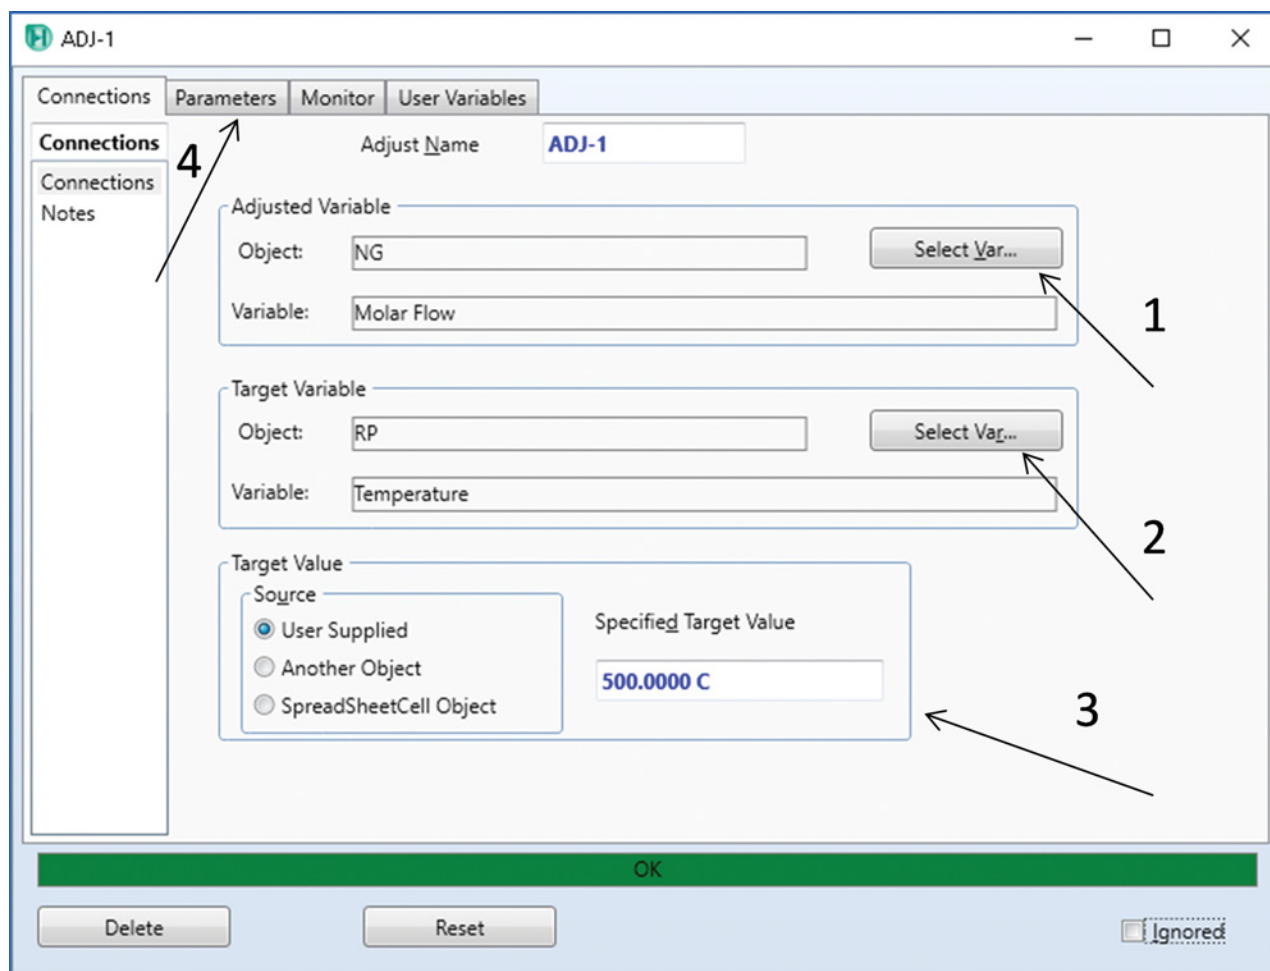 ADJ-1
Connections Parameters Monitor User Variables
Connections
Connections
Notes
4
Adjust Name ADJ-1
Adjusted Variable
Object: NG Select Var...
Variable: Molar Flow
1
Target Variable
Object: RP Select Var...
Variable: Temperature
2
Target Value
Source
User Supplied
Another Object
SpreadSheetCell Object
Specified Target Value
500.0000 C
3
OK
Delete Reset Ignored